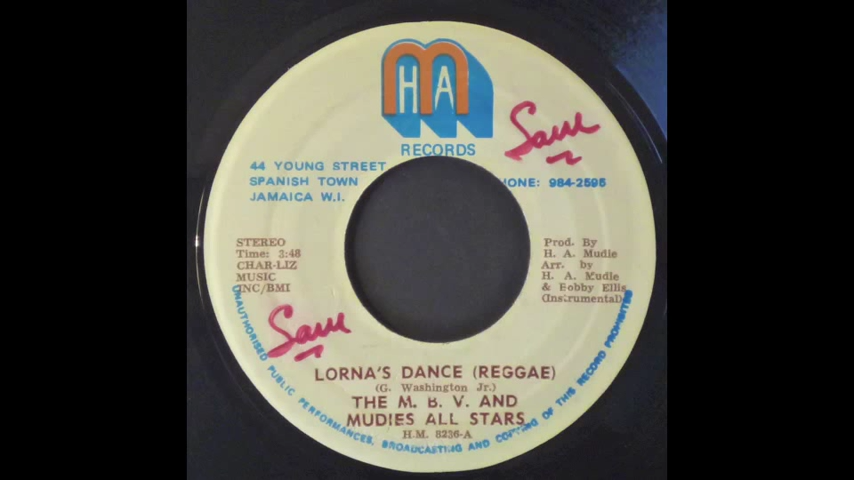 HMA
RECORDS
Sam
44 YOUNG STREET
SPANISH TOWN
JAMAICA W.I.
PHONE: 984-2595
STEREO
Time: 3:48
CHAR-LIZ
MUSIC
INC/BMI
Prod. By
H. A. Mudie
Arr. by
H. A. Mudie
& Bobby Ellis
(Instrumental)
Sam
LORNA'S DANCE (REGGAE)
(G. Washington Jr.)
THE M. B. V. AND
MUDIES ALL STARS
H.M. 8236-A
UNAUTHORISED PUBLIC PERFORMANCES, BROADCASTING AND COPYING OF THIS RECORD PROHIBITED